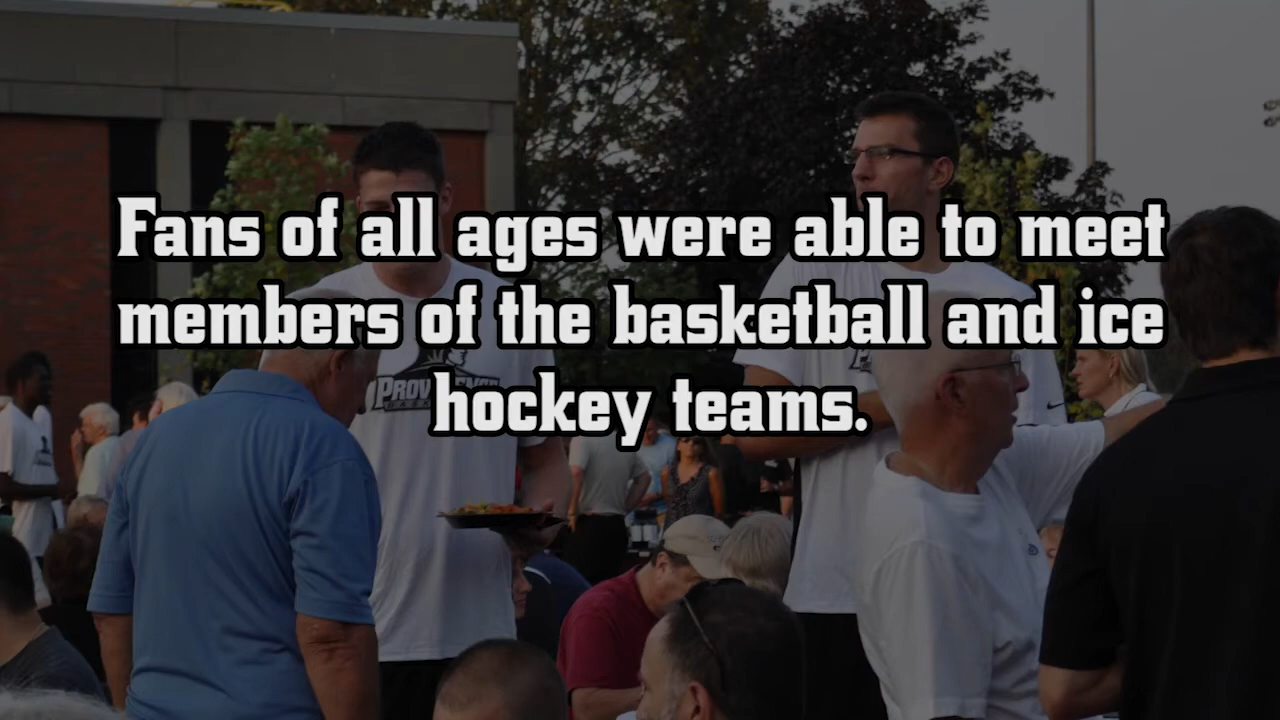 Fans of all ages were able to meet
members of the basketball and ice
hockey teams.